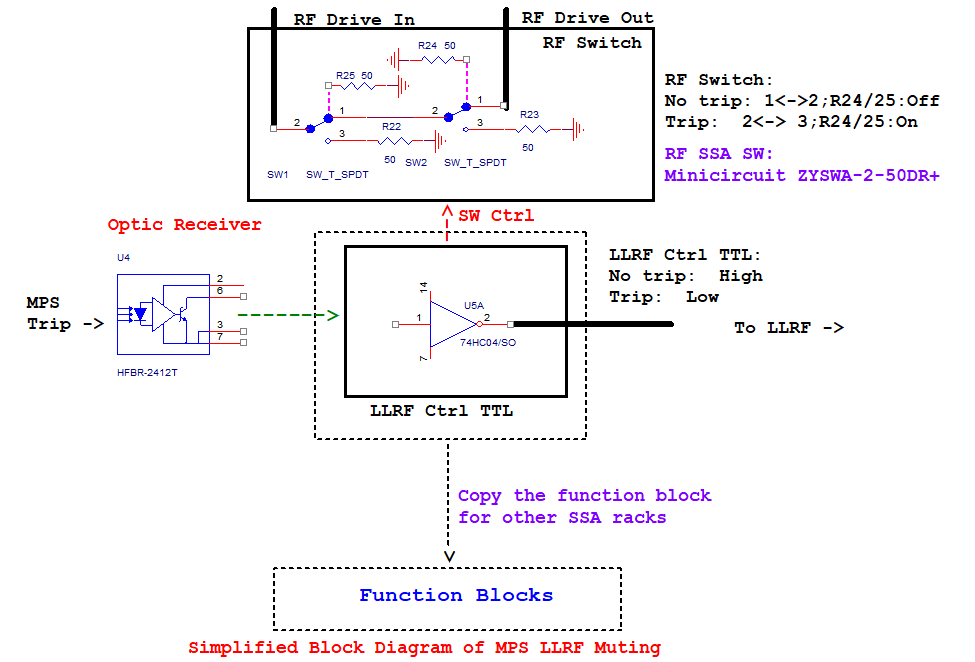 RF Drive In
RF Drive Out
RF Switch
R24 50
R25 50
1
2
2
1
R22
3
50
SW2
R23
3
50
SW1
SW_T_SPDT
SW_T_SPDT
RF Switch:
No trip: 1<->2;R24/25:Off
Trip: 2<-> 3;R24/25:On
RF SSA SW:
Minicircuit ZYSWA-2-50DR+
SW Ctrl
Optic Receiver
U4
2
6
3
7
HFBR-2412T
MPS
Trip ->
14
U5A
1
2
74HC04/SO
7
LLRF Ctrl TTL
LLRF Ctrl TTL:
No trip: High
Trip: Low
To LLRF ->
Copy the function block
for other SSA racks
Function Blocks
Simplified Block Diagram of MPS LLRF Muting